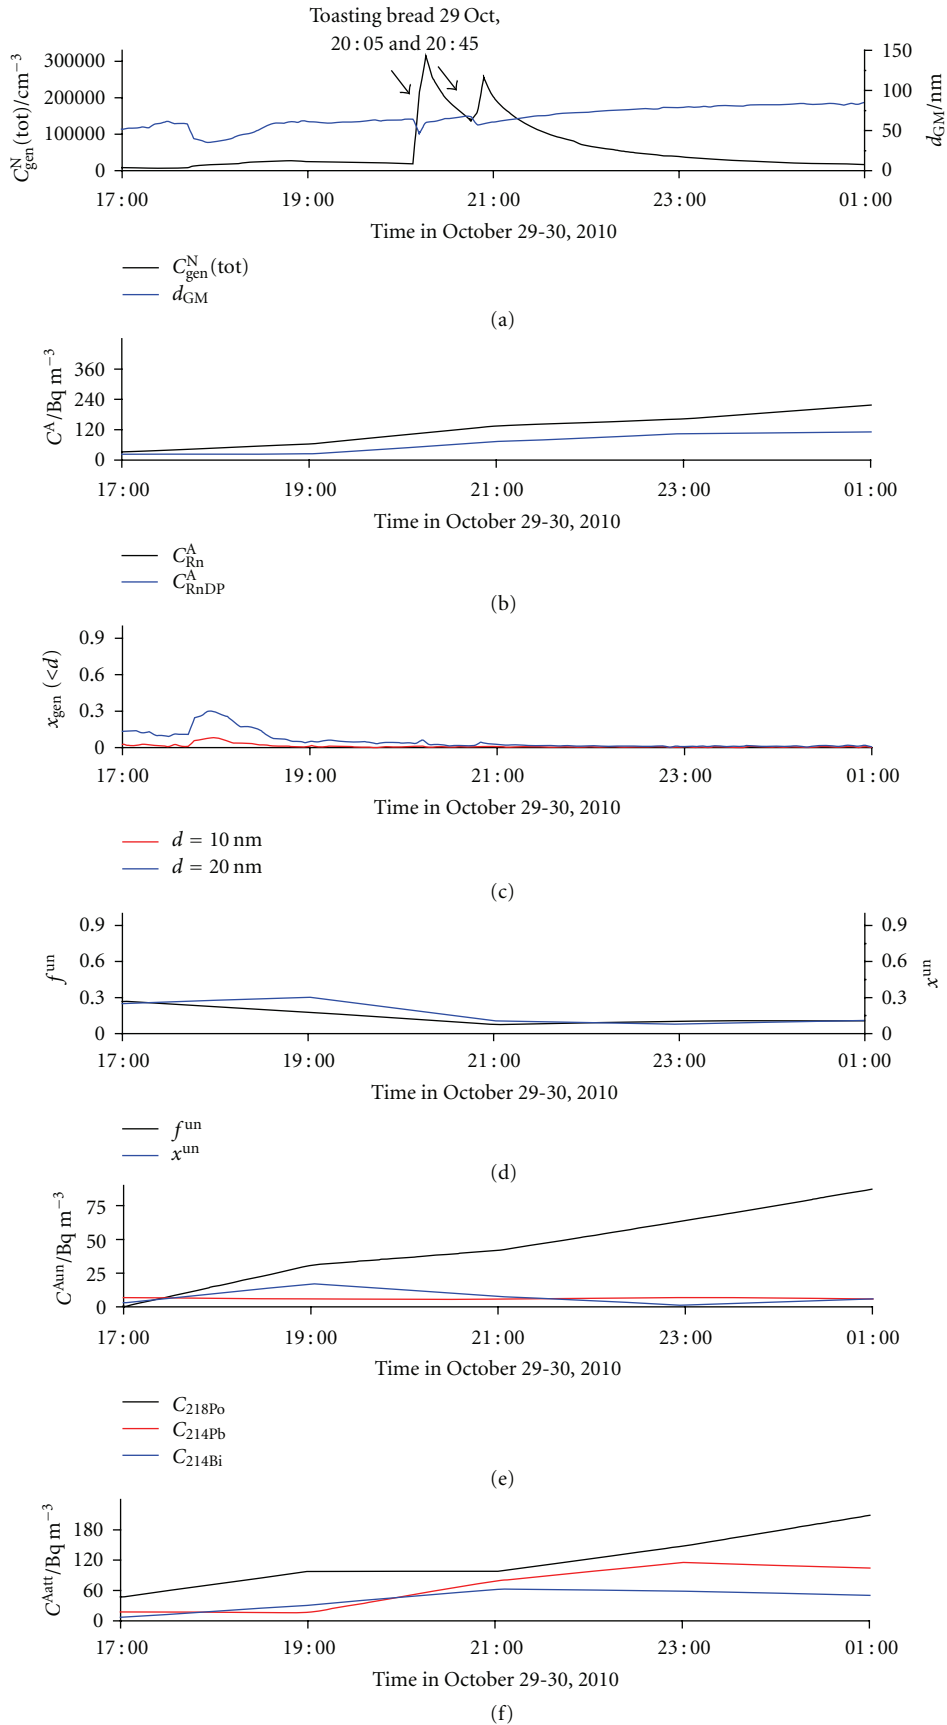 Toasting bread 29 Oct,
20:05 and 20:45
C^N_gen(tot)/cm^−3
300000
200000
100000
0
150
100
50
0
d_GM/nm
17:00 19:00 21:00 23:00 01:00
Time in October 29-30, 2010
C^N_gen(tot)
d_GM
(a)
C^A/Bq m^−3
360
240
120
0
17:00 19:00 21:00 23:00 01:00
Time in October 29-30, 2010
C^A_Rn
C^A_RnDP
(b)
x_gen (<d)
0.9
0.6
0.3
0
17:00 19:00 21:00 23:00 01:00
Time in October 29-30, 2010
d = 10 nm
d = 20 nm
(c)
f^un
0.9
0.6
0.3
0
0.9
0.6
0.3
0
x^un
17:00 19:00 21:00 23:00 01:00
Time in October 29-30, 2010
f^un
x^un
(d)
C^Aun/Bq m^−3
75
50
25
0
17:00 19:00 21:00 23:00 01:00
Time in October 29-30, 2010
C_218Po
C_214Pb
C_214Bi
(e)
C^Aatt/Bq m^−3
180
120
60
0
17:00 19:00 21:00 23:00 01:00
Time in October 29-30, 2010
(f)